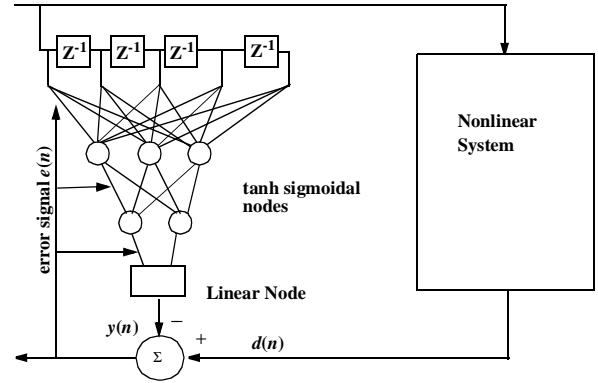 Z-1 Z-1 Z-1 Z-1
Nonlinear
System
error signal e(n)
tanh sigmoidal
nodes
Linear Node
y(n) − +
Σ d(n)